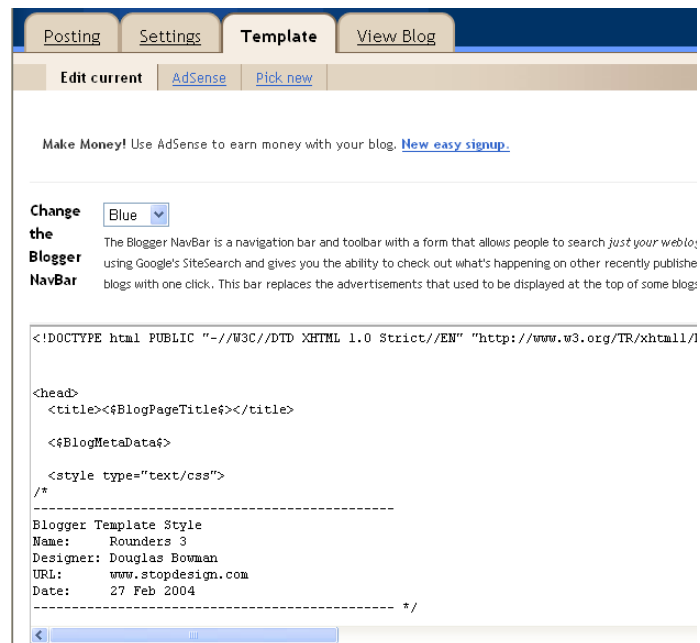 Posting Settings Template View Blog
Edit current AdSense Pick new
Make Money! Use AdSense to earn money with your blog. New easy signup.
Change the Blogger NavBar
Blue
The Blogger NavBar is a navigation bar and toolbar with a form that allows people to search just your weblog
using Google's SiteSearch and gives you the ability to check out what's happening on other recently publishe
blogs with one click. This bar replaces the advertisements that used to be displayed at the top of some blogs
<!DOCTYPE html PUBLIC "-//W3C//DTD XHTML 1.0 Strict//EN" "http://www.w3.org/TR/xhtml1/
<head>
<title><$BlogPageTitle$></title>
<$BlogMetaData$>
<style type="text/css">
/*
-----------------------------------------------
Blogger Template Style
Name: Rounders 3
Designer: Douglas Bowman
URL: www.stopdesign.com
Date: 27 Feb 2004
----------------------------------------------- */